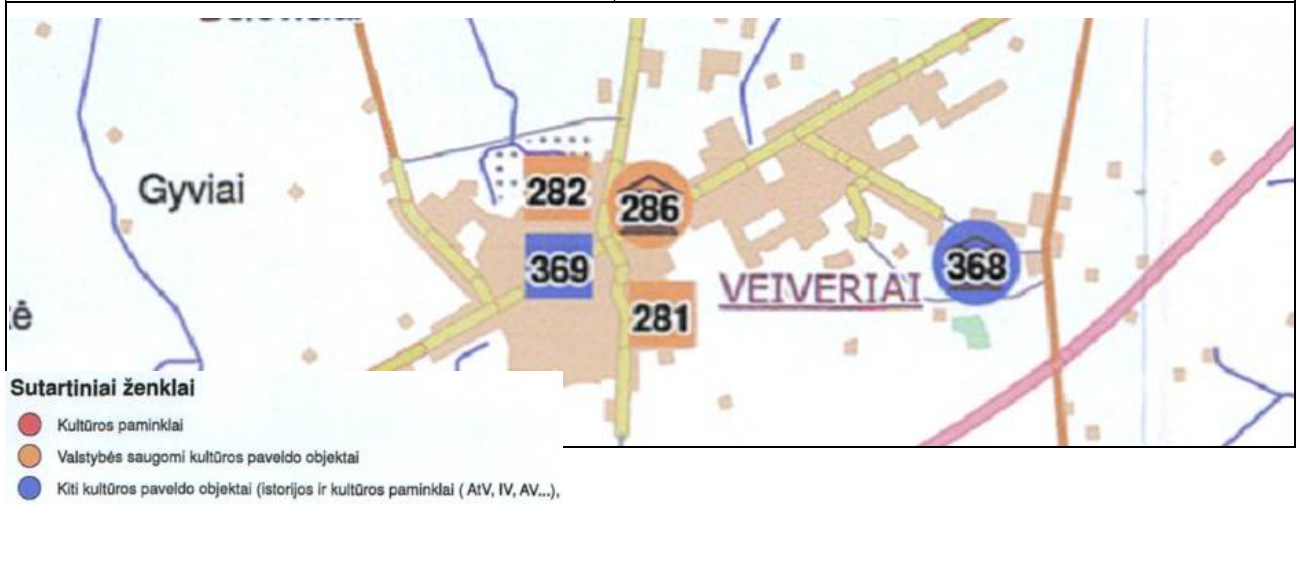 Gyviai
282
286
369
368
VEIVERIAI
281
ė
Sutartiniai ženklai
Kultūros paminklai
Valstybės saugomi kultūros paveldo objektai
Kiti kultūros paveldo objektai (istorijos ir kultūros paminklai ( AtV, IV, AV...),